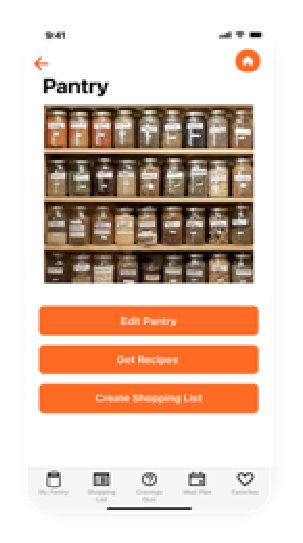 9:41
Pantry
Edit Pantry
Get Recipes
Create Shopping List
My Pantry
Shopping List
Cravings Quiz
Meal Plan
Favorites